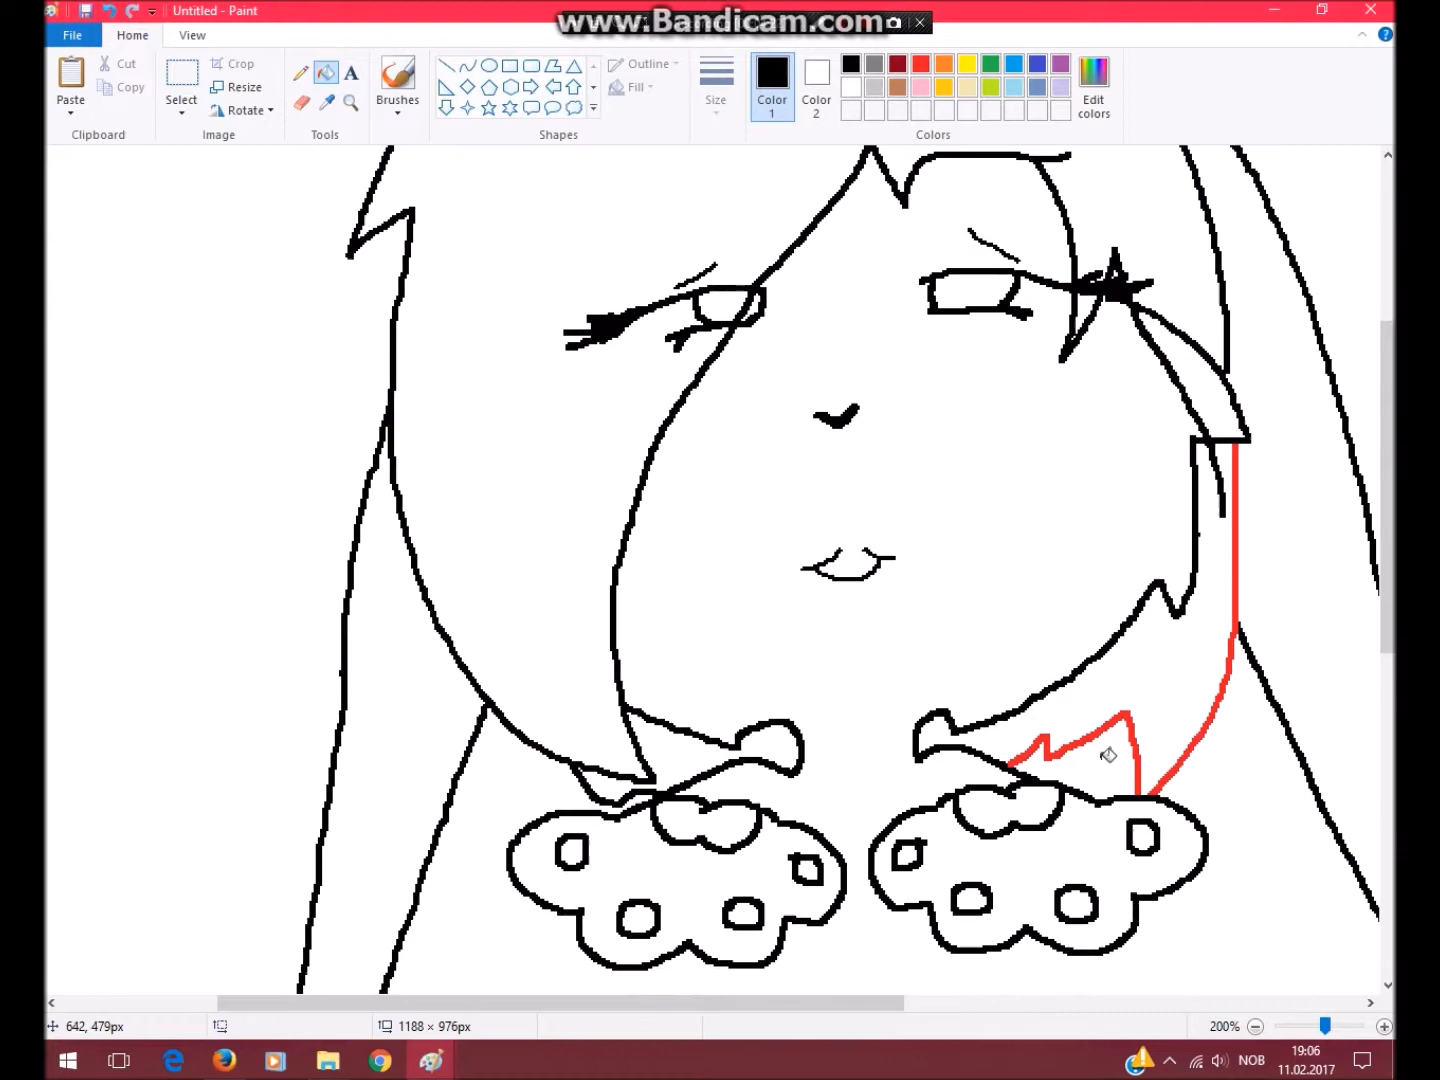 Untitled - Paint
www.Bandicam.com
File Home View
Cut
Copy
Paste
Clipboard
Select
Crop
Resize
Rotate
Image
A
Tools
Brushes
Outline
Fill
Shapes
Size
Color 1
Color 2
Edit colors
Colors
642, 479px
1188 × 976px
200%
NOB
19:06
11.02.2017